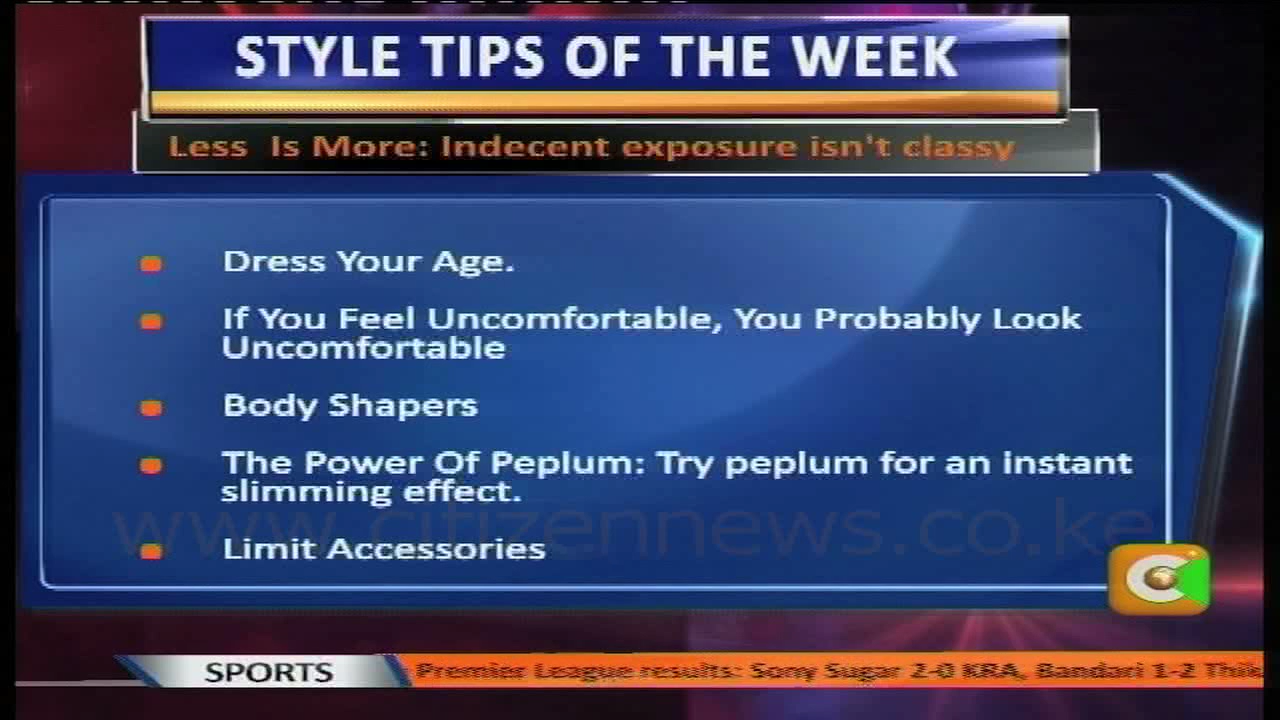 STYLE TIPS OF THE WEEK
Less Is More: Indecent exposure isn't classy
Dress Your Age.
If You Feel Uncomfortable, You Probably Look
Uncomfortable
Body Shapers
The Power Of Peplum: Try peplum for an instant
slimming effect.
www.citizennews.co.ke
Limit Accessories
SPORTS
Premier League results: Sony Sugar 2-0 KRA, Bandari 1-2